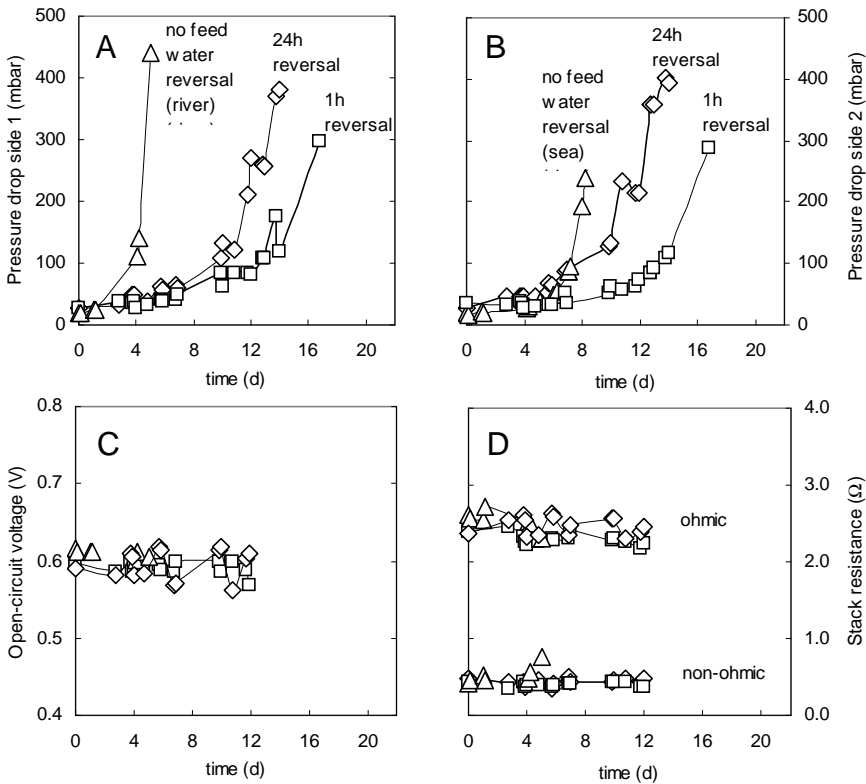 A
no feed
water
reversal
(river)
24h
reversal
1h
reversal
Pressure drop side 1 (mbar)
500
400
300
200
100
0
0 4 8 12 16 20
time (d)
B
no feed
water
reversal
(sea)
24h
reversal
1h
reversal
500
400
300
200
100
0
Pressure drop side 2 (mbar)
0 4 8 12 16 20
time (d)
C
Open-circuit voltage (V)
0.8
0.7
0.6
0.5
0.4
0 4 8 12 16 20
time (d)
D
ohmic
non-ohmic
4.0
3.0
2.0
1.0
0.0
Stack resistance (Ω)
0 4 8 12 16 20
time (d)